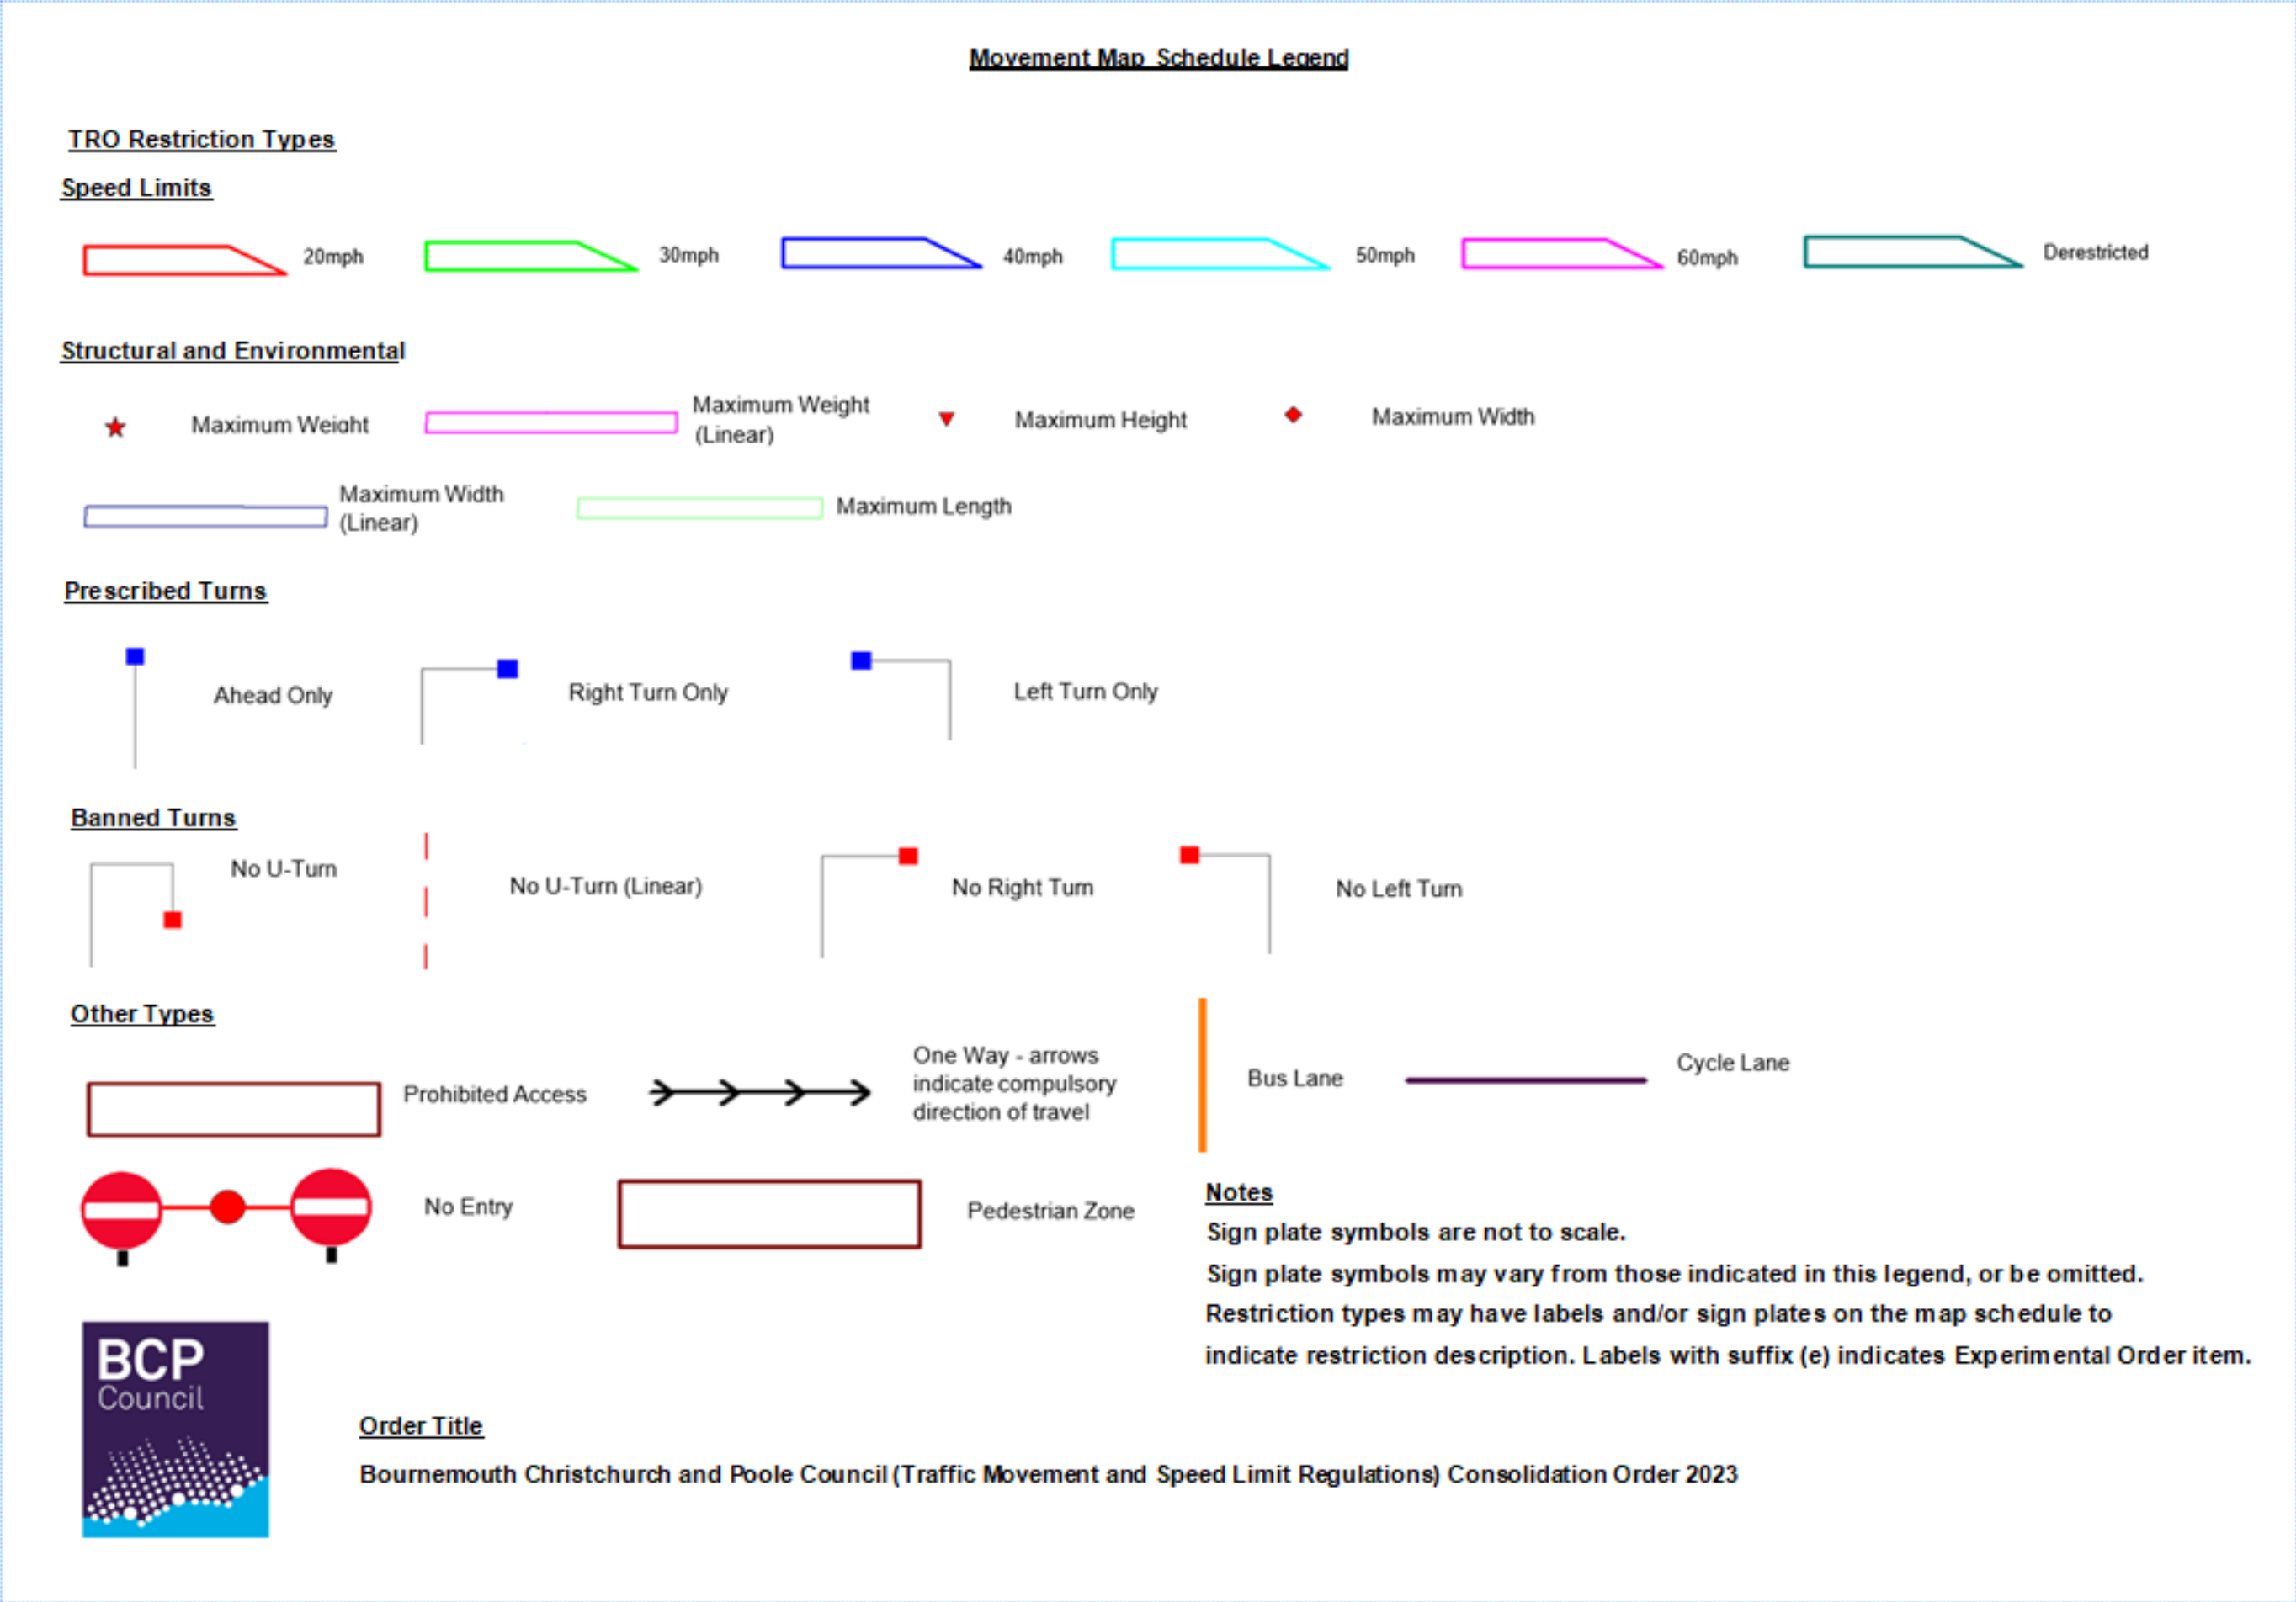 Movement Map Schedule Legend
TRO Restriction Types
Speed Limits
20mph
30mph
40mph
50mph
60mph
Derestricted
Structural and Environmental
Maximum Weight
Maximum Weight
(Linear)
Maximum Height
Maximum Width
Maximum Width
(Linear)
Maximum Length
Prescribed Turns
Ahead Only
Right Turn Only
Left Turn Only
Banned Turns
No U-Turn
No U-Turn (Linear)
No Right Turn
No Left Turn
Other Types
Prohibited Access
One Way - arrows
indicate compulsory
direction of travel
Bus Lane
Cycle Lane
No Entry
Pedestrian Zone
Notes
Sign plate symbols are not to scale.
Sign plate symbols may vary from those indicated in this legend, or be omitted.
Restriction types may have labels and/or sign plates on the map schedule to
indicate restriction description. Labels with suffix (e) indicates Experimental Order item.
BCP
Council
Order Title
Bournemouth Christchurch and Poole Council (Traffic Movement and Speed Limit Regulations) Consolidation Order 2023